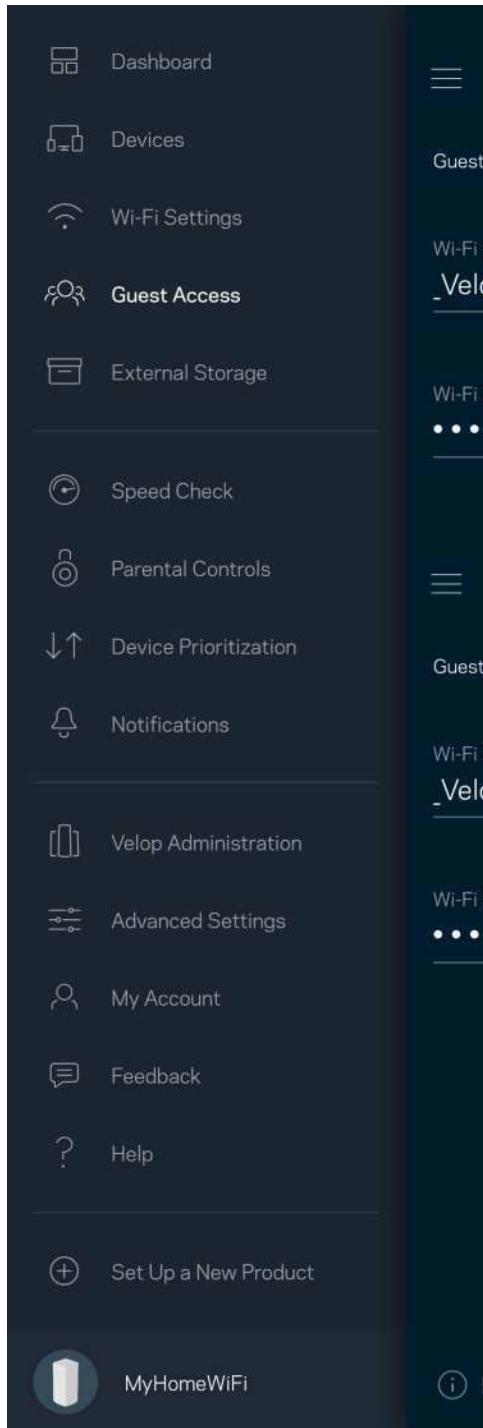 Dashboard
Devices
Wi-Fi Settings
Guest Access
External Storage
Speed Check
Parental Controls
Device Prioritization
Notifications
Velop Administration
Advanced Settings
My Account
Feedback
Help
Set Up a New Product
MyHomeWiFi
Guest
Wi-Fi
_Velo
Wi-Fi
•••
Guest
Wi-Fi
_Velo
Wi-Fi
•••